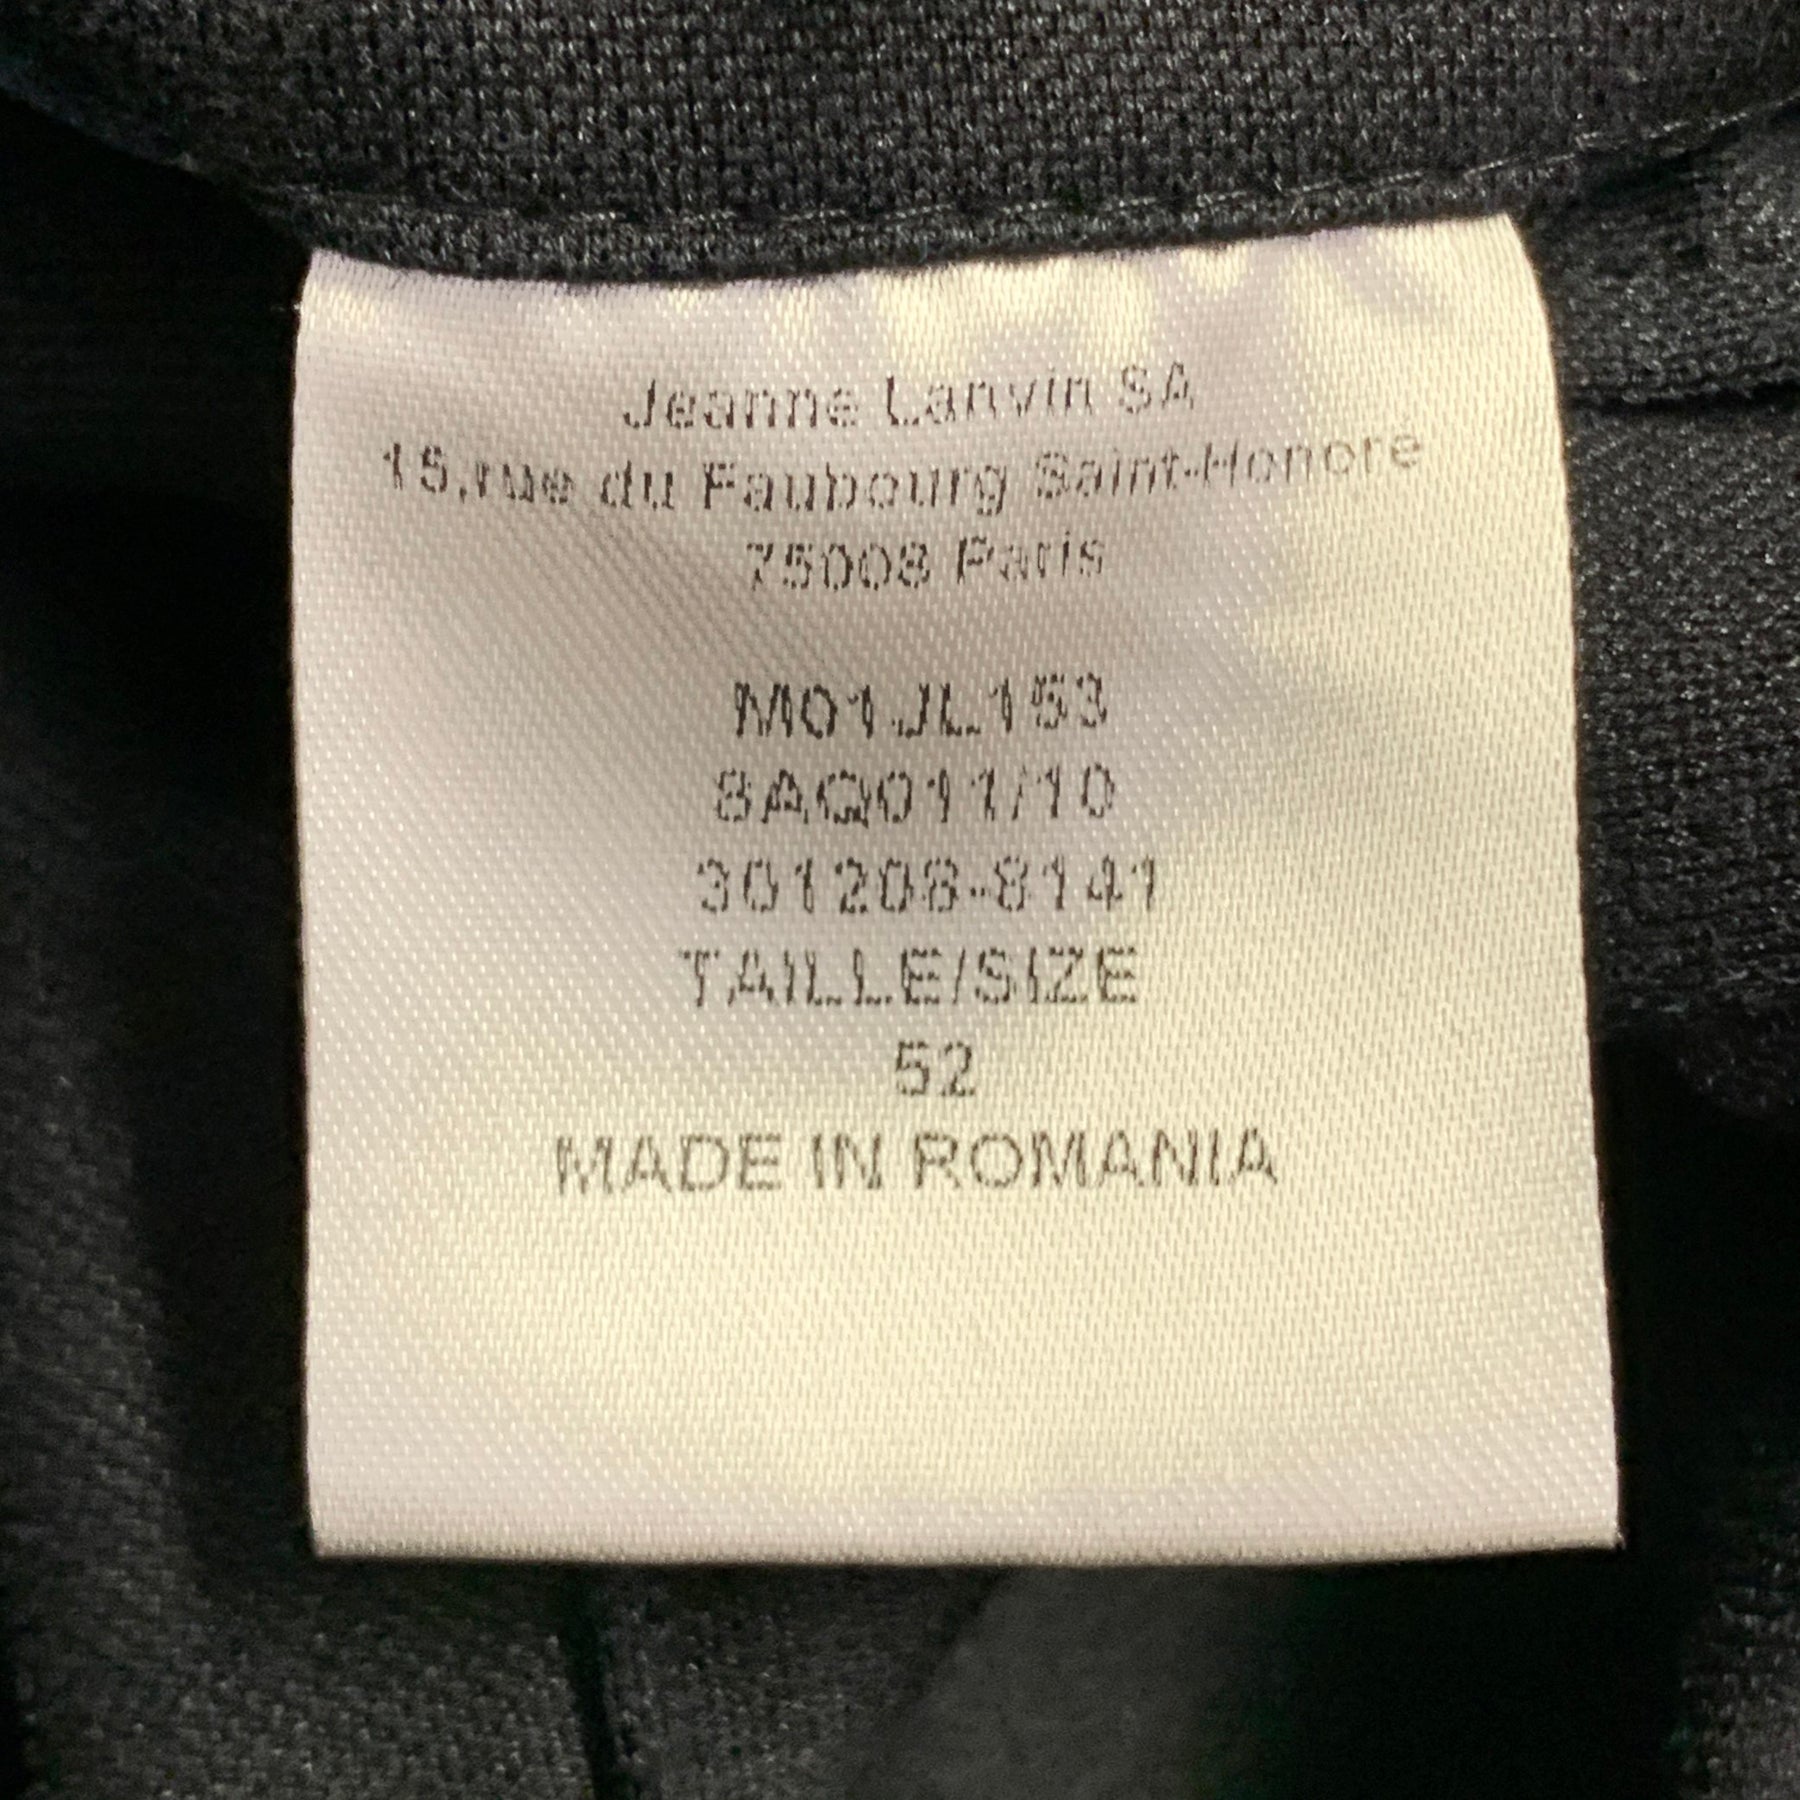 Jeanne Lanvin SA
15,rue du Faubourg Saint-Honore
75008 Paris
M01JL153
8AQ011/10
301208-8141
TAILLE/SIZE
52
MADE IN ROMANIA